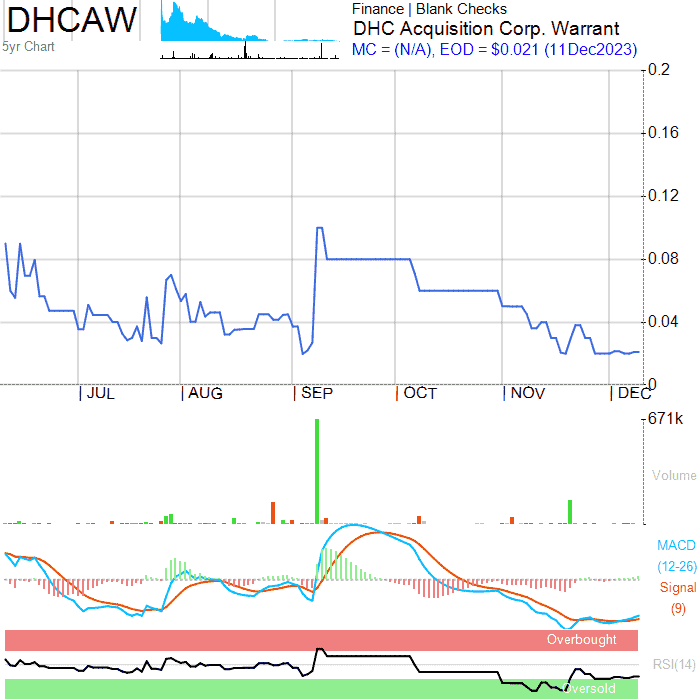 DHCAW
5yr Chart
Finance | Blank Checks
DHC Acquisition Corp. Warrant
MC = (N/A), EOD = $0.021 (11Dec2023)
0.2
0.16
0.12
0.08
0.04
0
JUL AUG SEP OCT NOV DEC
671k
Volume
MACD
(12-26)
Signal
(9)
Overbought
RSI(14)
Oversold